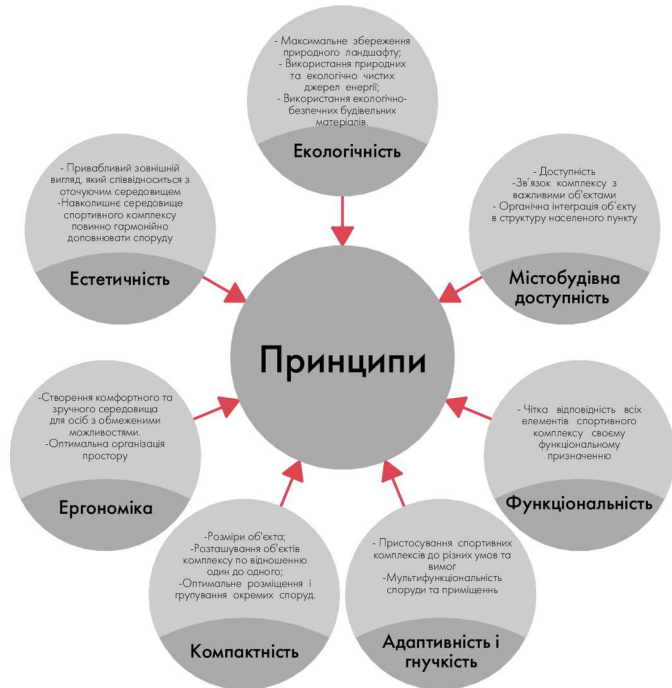 - Максимальне збереження
природного ландшафту;
- Використання природних
та екологічно чистих
джерел енергії;
- Використання екологічно-
безпечних будівельних
матеріалів.
Екологічність
- Доступність
-Зв'язок комплексу з
важливими об'єктами
- Органічна інтеграція об'єкту
в структуру населеного пункту
Містобудівна
доступність
- Чітка відповідність всіх
елементів спортивного
комплексу своєму
функціональному
призначенню
Функціональність
- Пристосування спортивних
комплексів до різних умов та
вимог
- Мультифункціональність
споруди та приміщеннь
Адаптивність і
гнучкість
-Розміри об'єкта;
-Розташування об'єктів
комплексу по відношенню
один до одного;
-Оптимальне розміщення і
групування окремих споруд.
Компактність
-Створення комфортного та
зручного середовища
для осіб з обмеженими
можливостями.
-Оптимальна організація
простору
Ергономіка
- Привабливий зовнішній
вигляд, який співвідноситься з
оточуючим середовищем
-Навколишнє середовище
спортивного комплексу
повинно гармонійно
доповнювати споруду
Естетичність
Принципи